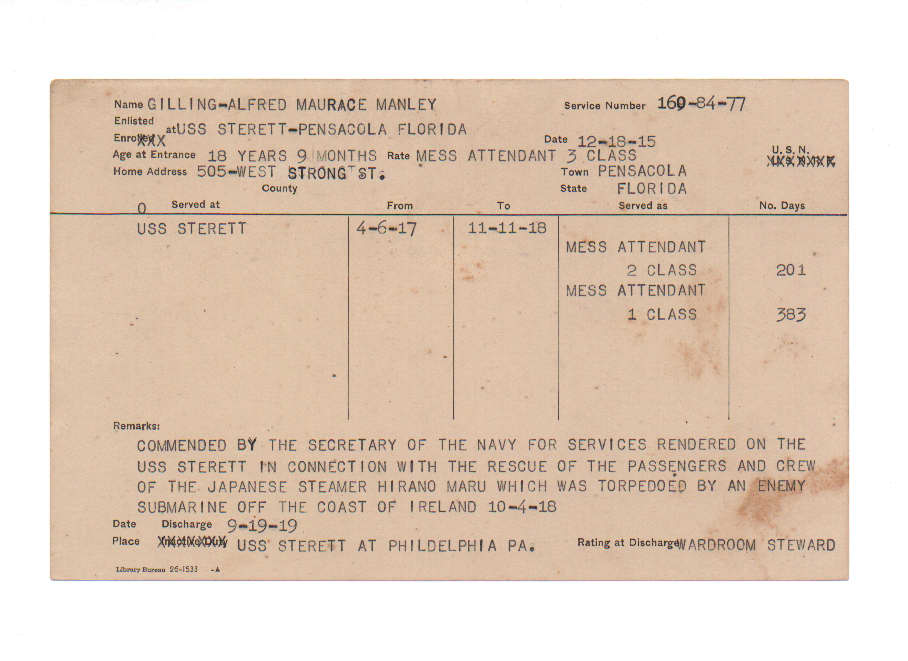 Name GILLING-ALFRED MAURACE MANLEY Service Number 160-84-77
Enlisted
Enrolled at USS STERETT-PENSACOLA FLORIDA Date 12-18-15
Age at Entrance 18 YEARS 9 MONTHS Rate MESS ATTENDANT 3 CLASS U. S. N.
Home Address 505-WEST STRONG ST. Town PENSACOLA
County State FLORIDA
O Served at From To Served as No. Days
USS STERETT 4-6-17 11-11-18
MESS ATTENDANT
2 CLASS 201
MESS ATTENDANT
1 CLASS 383
Remarks:
COMMENDED BY THE SECRETARY OF THE NAVY FOR SERVICES RENDERED ON THE
USS STERETT IN CONNECTION WITH THE RESCUE OF THE PASSENGERS AND CREW
OF THE JAPANESE STEAMER HIRANO MARU WHICH WAS TORPEDOED BY AN ENEMY
SUBMARINE OFF THE COAST OF IRELAND 10-4-18
Date Discharge 9-19-19
Place USS STERETT AT PHILDELPHIA PA. Rating at Discharge WARDROOM STEWARD
Library Bureau 26-1533 -A